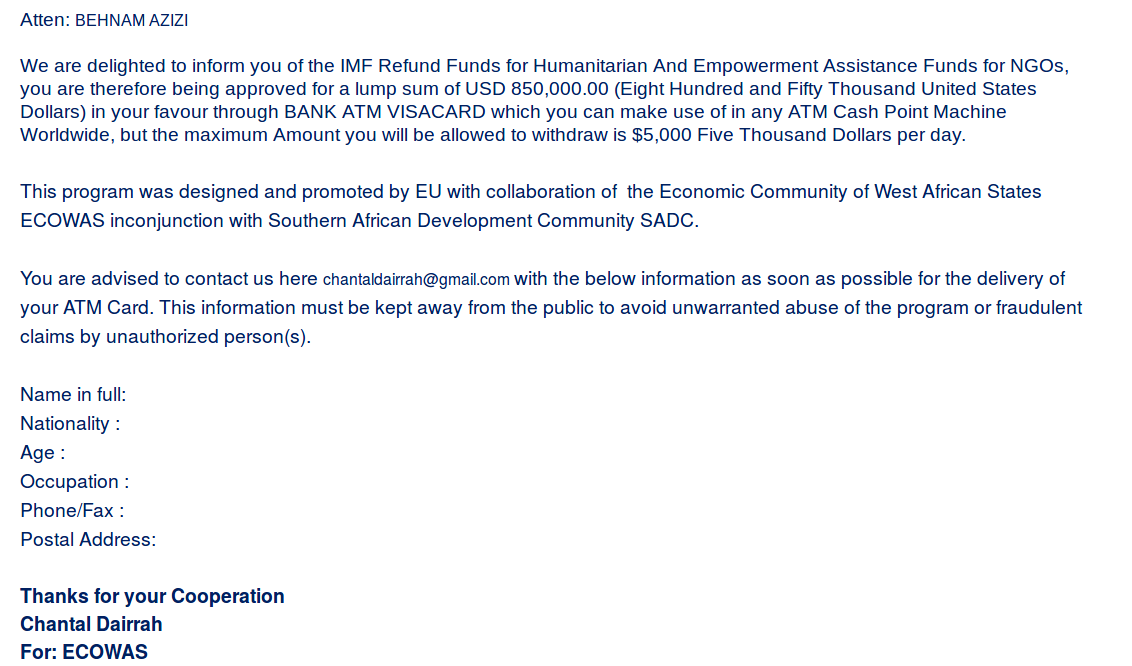 Atten: BEHNAM AZIZI
We are delighted to inform you of the IMF Refund Funds for Humanitarian And Empowerment Assistance Funds for NGOs,
you are therefore being approved for a lump sum of USD 850,000.00 (Eight Hundred and Fifty Thousand United States
Dollars) in your favour through BANK ATM VISACARD which you can make use of in any ATM Cash Point Machine
Worldwide, but the maximum Amount you will be allowed to withdraw is $5,000 Five Thousand Dollars per day.
This program was designed and promoted by EU with collaboration of  the Economic Community of West African States
ECOWAS inconjunction with Southern African Development Community SADC.
You are advised to contact us here chantaldairrah@gmail.com with the below information as soon as possible for the delivery of
your ATM Card. This information must be kept away from the public to avoid unwarranted abuse of the program or fraudulent
claims by unauthorized person(s).
Name in full:
Nationality :
Age :
Occupation :
Phone/Fax :
Postal Address:
Thanks for your Cooperation
Chantal Dairrah
For: ECOWAS